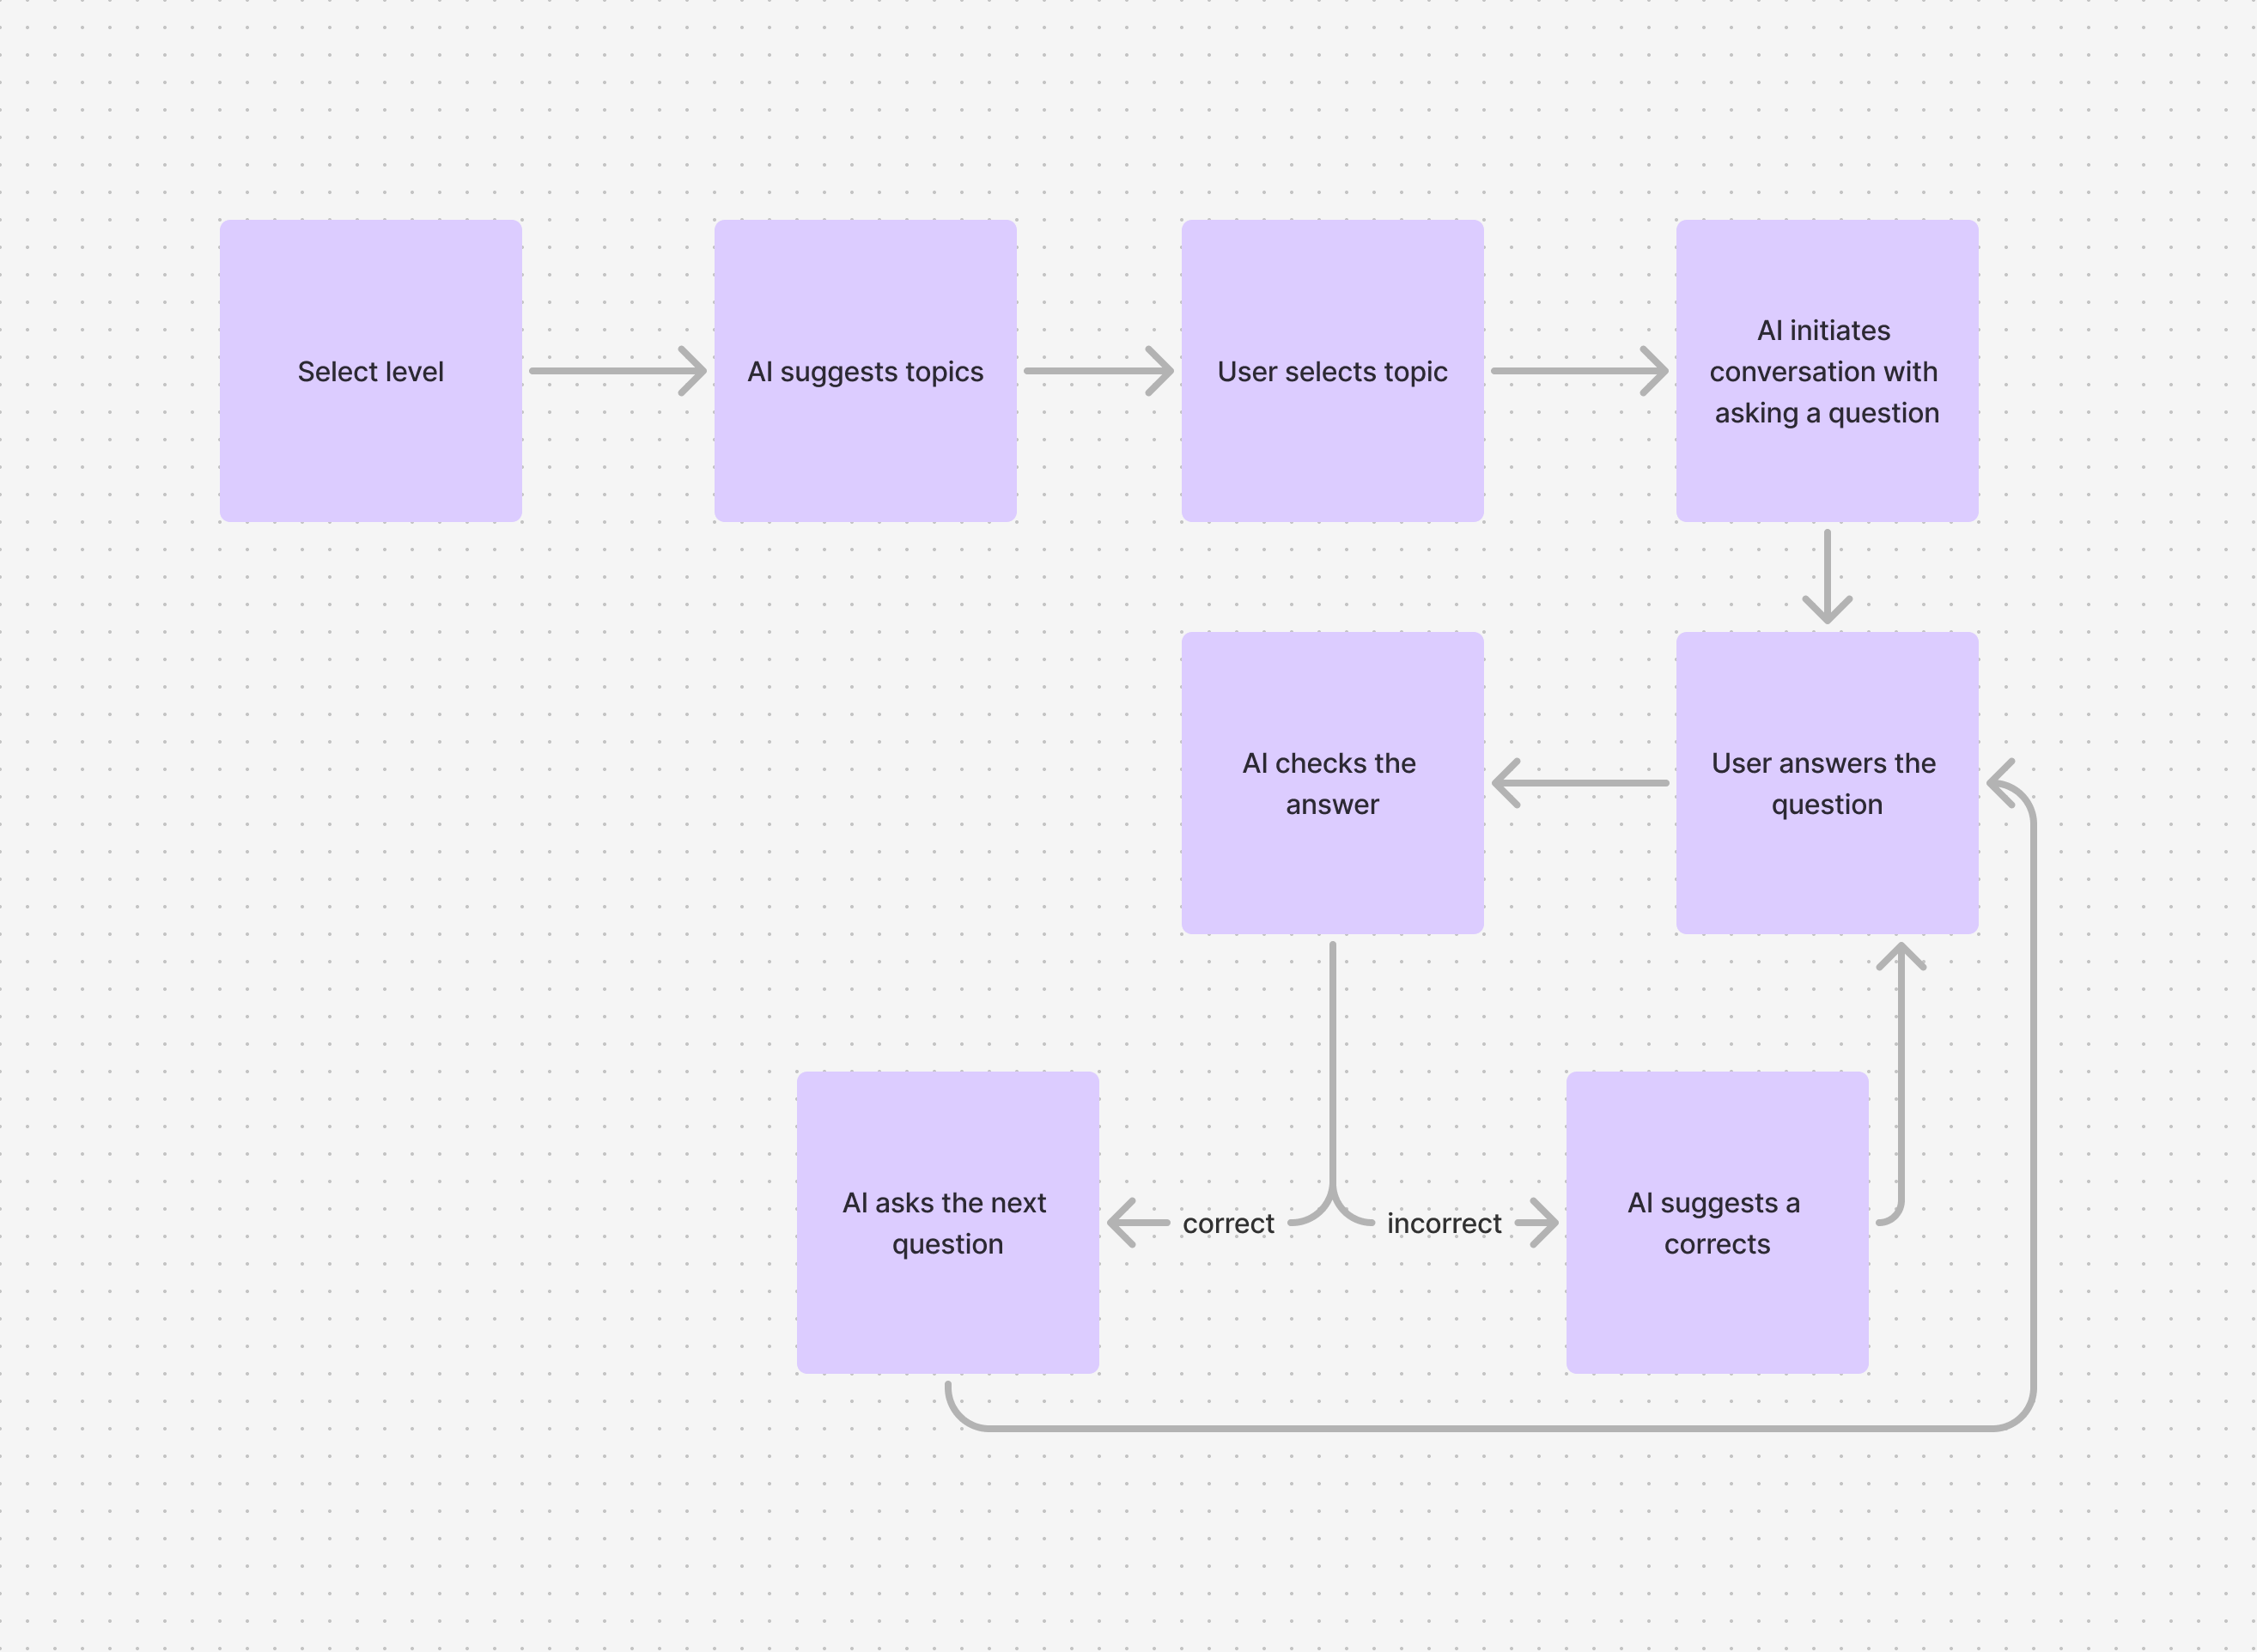 Select level
AI suggests topics
User selects topic
AI initiates
conversation with
asking a question
User answers the
question
AI checks the
answer
correct
incorrect
AI asks the next
question
AI suggests a
corrects